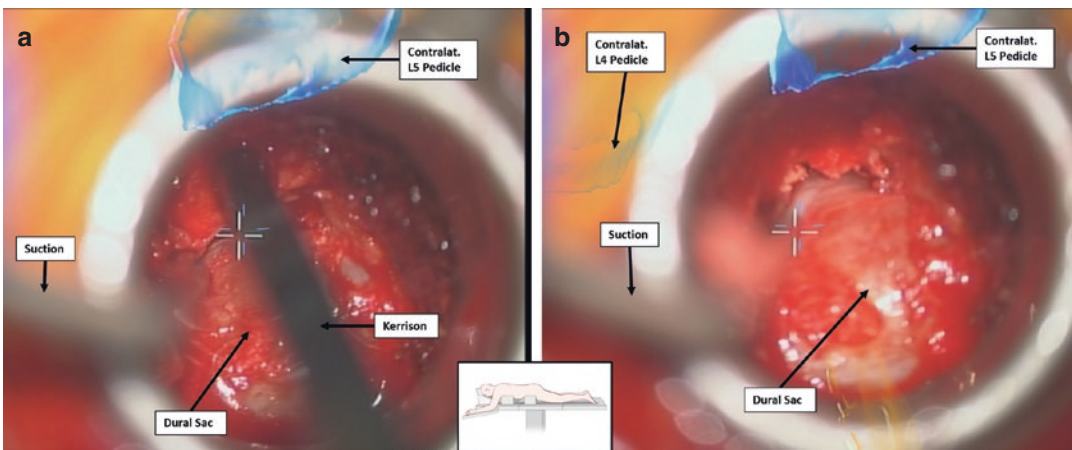 a
Contralat.
L5 Pedicle
Suction
Kerrison
Dural Sac
b
Contralat.
L4 Pedicle
Contralat.
L5 Pedicle
Suction
Dural Sac